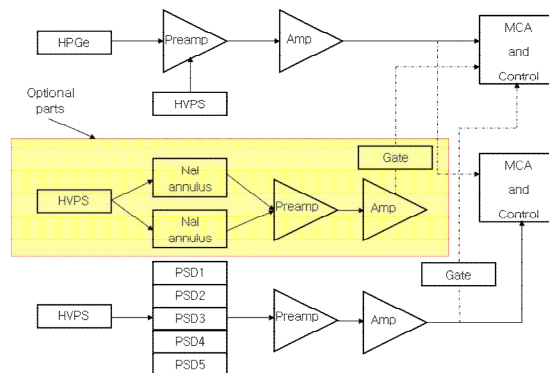 HPGe
Preamp
Amp
MCA
and
Control
HVPS
Optional
parts
Gate
HVPS
NaI
annulus
NaI
annulus
Preamp
Amp
MCA
and
Control
Gate
PSD1
PSD2
HVPS
PSD3
Preamp
Amp
PSD4
PSD5